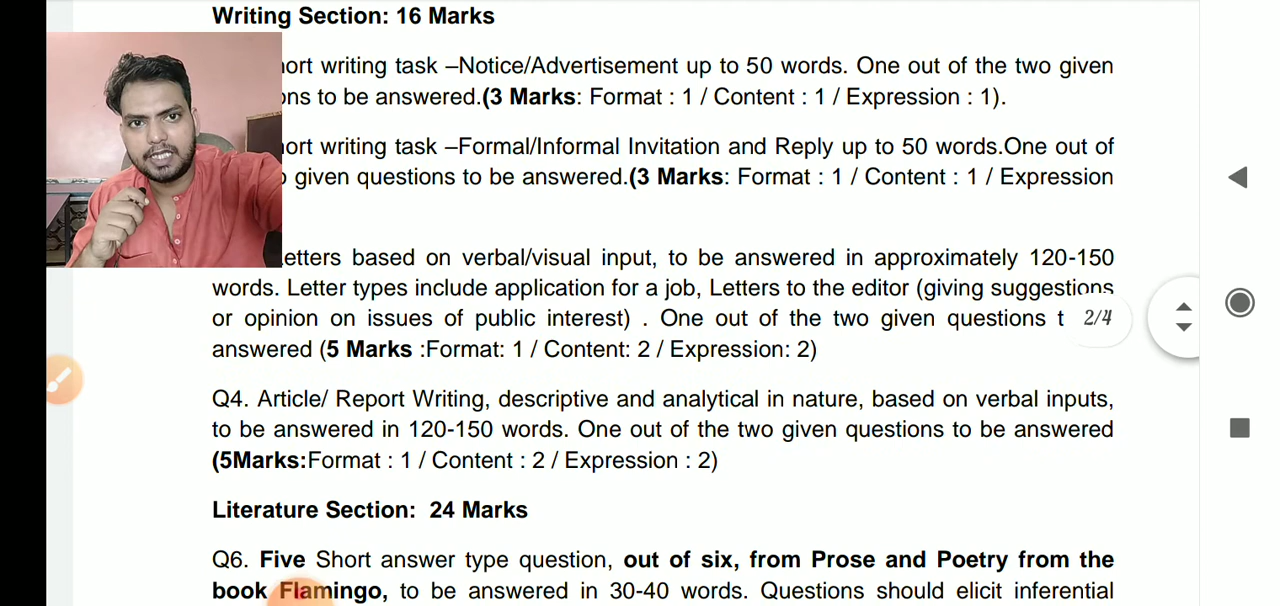 Writing Section: 16 Marks
ort writing task –Notice/Advertisement up to 50 words. One out of the two given
ns to be answered.(3 Marks: Format : 1 / Content : 1 / Expression : 1).
ort writing task –Formal/Informal Invitation and Reply up to 50 words.One out of
given questions to be answered.(3 Marks: Format : 1 / Content : 1 / Expression
etters based on verbal/visual input, to be answered in approximately 120-150
words. Letter types include application for a job, Letters to the editor (giving suggestions
or opinion on issues of public interest) . One out of the two given questions t 2/4
answered (5 Marks :Format: 1 / Content: 2 / Expression: 2)
Q4. Article/ Report Writing, descriptive and analytical in nature, based on verbal inputs,
to be answered in 120-150 words. One out of the two given questions to be answered
(5Marks:Format : 1 / Content : 2 / Expression : 2)
Literature Section: 24 Marks
Q6. Five Short answer type question, out of six, from Prose and Poetry from the
book Flamingo, to be answered in 30-40 words. Questions should elicit inferential